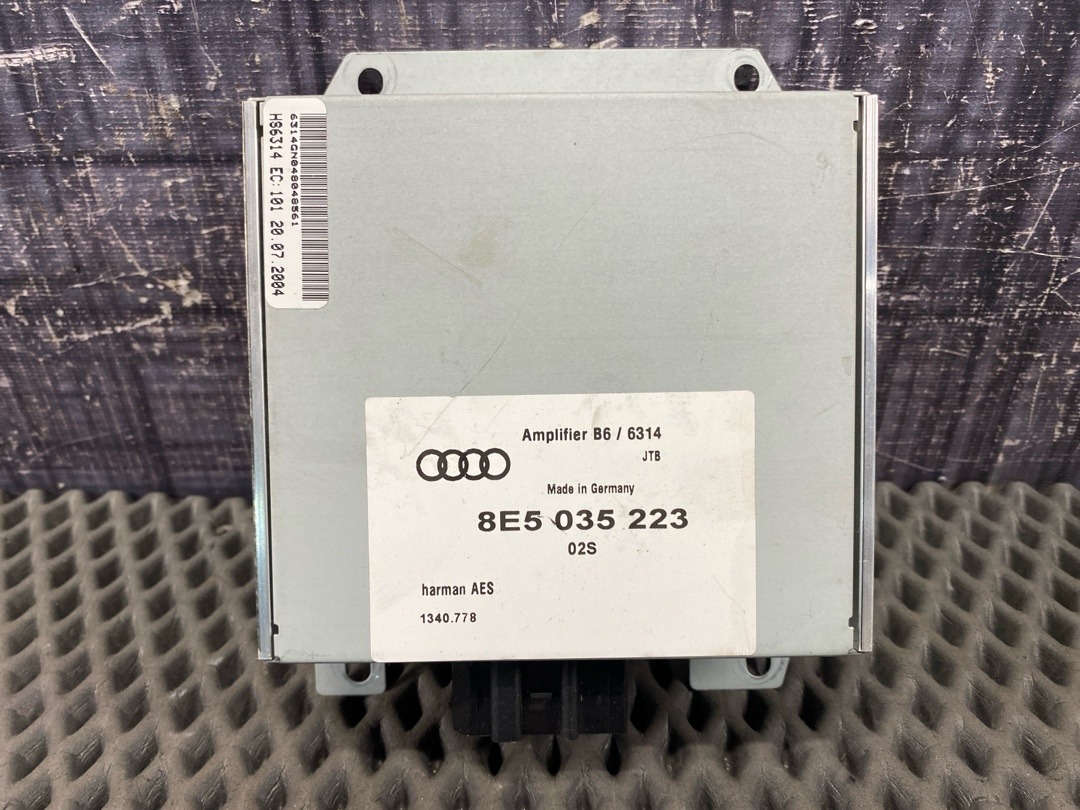 6314GN048048561
HS6314 EC:101 20.07.2004
Amplifier B6 / 6314
JTB
Made in Germany
8E5 035 223
02S
harman AES
1340.778